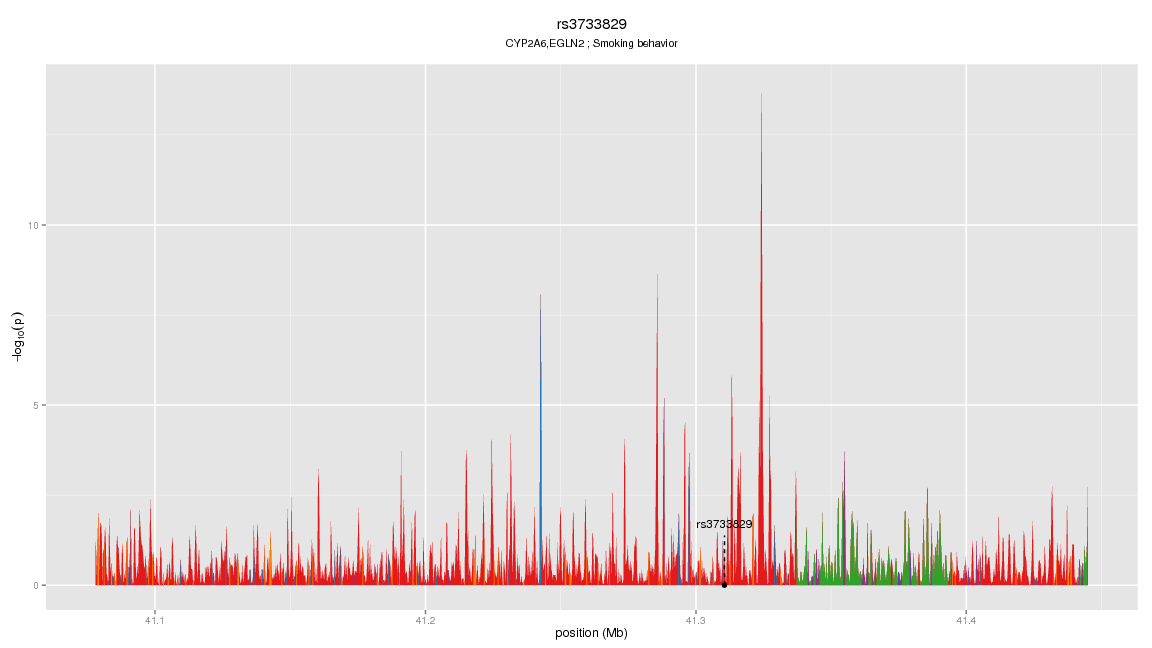 rs3733829
CYP2A6,EGLN2 ; Smoking behavior
10
5
0
−log10(p)
rs3733829
41.1 41.2 41.3 41.4
position (Mb)